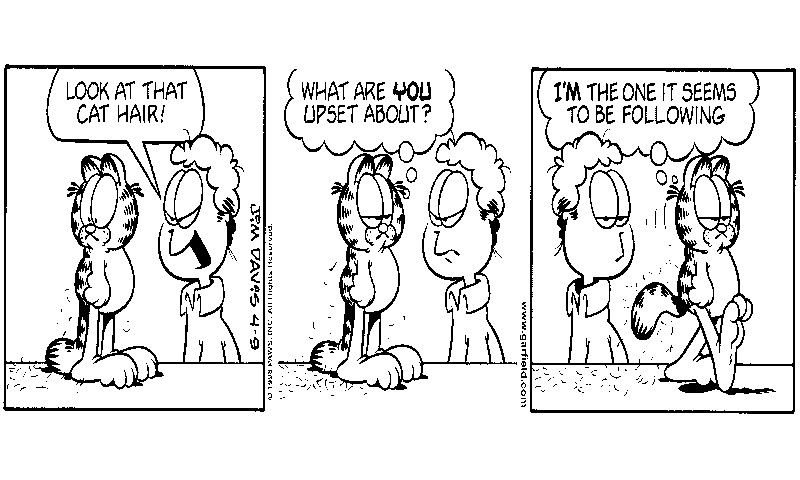 LOOK AT THAT
CAT HAIR!
JIM DAVIS 4-9
WHAT ARE YOU
UPSET ABOUT?
www.garfield.com
I'M THE ONE IT SEEMS
TO BE FOLLOWING